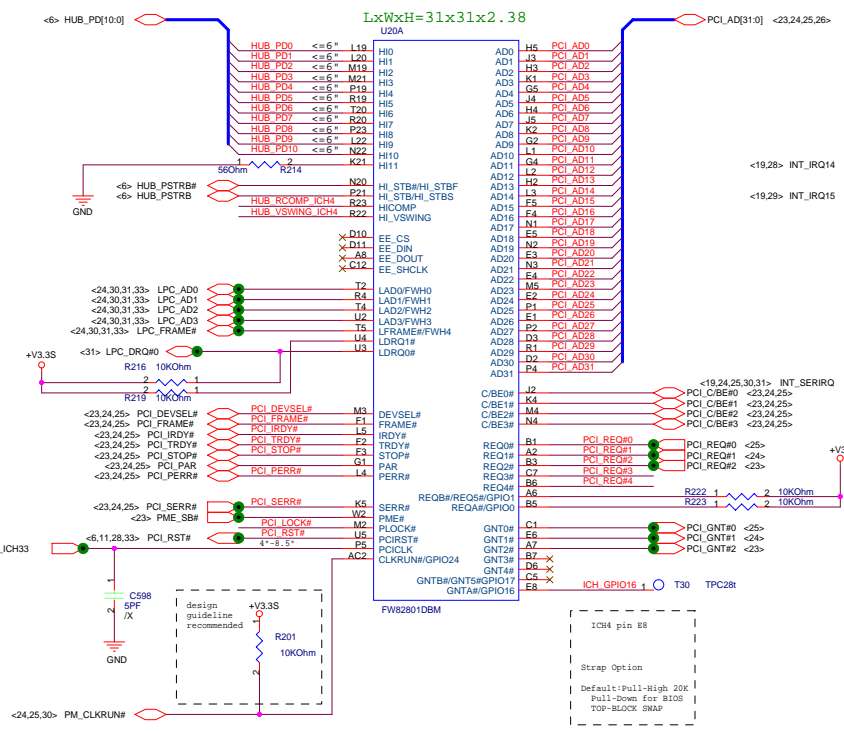 LxWxH=31x31x2.38
<6> HUB_PD[10:0]
PCI_AD[31:0] <23,24,25,26>
U20A
HUB_PD0 <=6" L19 HI0 AD0 H5 PCI_AD0
HUB_PD1 <=6" L20 HI1 AD1 J3 PCI_AD1
HUB_PD2 <=6" M19 HI2 AD2 H3 PCI_AD2
HUB_PD3 <=6" M21 HI3 AD3 K1 PCI_AD3
HUB_PD4 <=6" P19 HI4 AD4 G5 PCI_AD4
HUB_PD5 <=6" R19 HI5 AD5 J4 PCI_AD5
HUB_PD6 <=6" T20 HI6 AD6 H4 PCI_AD6
HUB_PD7 <=6" R20 HI7 AD7 J5 PCI_AD7
HUB_PD8 <=6" P23 HI8 AD8 K2 PCI_AD8
HUB_PD9 <=6" L22 HI9 AD9 G2 PCI_AD9
HUB_PD10 <=6" N22 HI10 AD10 L1 PCI_AD10
1 2 K21 HI11 AD11 G4 PCI_AD11
56Ohm R214
AD12 L2 PCI_AD12
<19,28> INT_IRQ14
<6> HUB_PSTRB# N20 HI_STB#/HI_STBF AD13 H2 PCI_AD13
<6> HUB_PSTRB P21 HI_STB/HI_STBS AD14 L3 PCI_AD14
<19,29> INT_IRQ15
HUB_RCOMP_ICH4 R23 HICOMP AD15 F5 PCI_AD15
HUB_VSWING_ICH4 R22 HI_VSWING AD16 F4 PCI_AD16
GND
AD17 N1 PCI_AD17
D10 EE_CS AD18 E5 PCI_AD18
D11 EE_DIN AD19 N2 PCI_AD19
A8 EE_DOUT AD20 E3 PCI_AD20
C12 EE_SHCLK AD21 N3 PCI_AD21
AD22 E4 PCI_AD22
<24,30,31,33> LPC_AD0 T2 LAD0/FWH0 AD23 M5 PCI_AD23
<24,30,31,33> LPC_AD1 R4 LAD1/FWH1 AD24 E2 PCI_AD24
<24,30,31,33> LPC_AD2 T4 LAD2/FWH2 AD25 P1 PCI_AD25
<24,30,31,33> LPC_AD3 U2 LAD3/FWH3 AD26 E1 PCI_AD26
<24,30,31,33> LPC_FRAME# T5 LFRAME#/FWH4 AD27 P2 PCI_AD27
U4 LDRQ1# AD28 D3 PCI_AD28
<31> LPC_DRQ#0 U3 LDRQ0# AD29 R1 PCI_AD29
AD30 D2 PCI_AD30
AD31 P4 PCI_AD31
+V3.3S
R216 10KOhm
2 1
2 1
R219 10KOhm
<19,24,25,30,31> INT_SERIRQ
C/BE0# J2 PCI_C/BE#0 <23,24,25>
C/BE1# K4 PCI_C/BE#1 <23,24,25>
C/BE2# M4 PCI_C/BE#2 <23,24,25>
C/BE3# N4 PCI_C/BE#3 <23,24,25>
<23,24,25> PCI_DEVSEL# PCI_DEVSEL# M3 DEVSEL#
<23,24,25> PCI_FRAME# PCI_FRAME# F1 FRAME#
<23,24,25> PCI_IRDY# PCI_IRDY# L5 IRDY#
<23,24,25> PCI_TRDY# PCI_TRDY# F2 TRDY#
<23,24,25> PCI_STOP# PCI_STOP# F3 STOP#
<23,24,25> PCI_PAR G1 PAR
<23,24,25> PCI_PERR# PCI_PERR# L4 PERR#
REQ0# B1 PCI_REQ#0 PCI_REQ#0 <25>
REQ1# A2 PCI_REQ#1 PCI_REQ#1 <24>
REQ2# B3 PCI_REQ#2 PCI_REQ#2 <23>
REQ3# C7 PCI_REQ#3
REQ4# B6 PCI_REQ#4
+V3
REQB#/REQ5#/GPIO1 A6 R222 1 2 10KOhm
REQA#/GPIO0 B5 R223 1 2 10KOhm
<23,24,25> PCI_SERR# PCI_SERR# K5 SERR#
<23> PME_SB# W2 PME#
PCI_LOCK# M2 PLOCK#
<6,11,28,33> PCI_RST# PCI_RST# U5 PCIRST#
_ICH33 4"-8.5" P5 PCICLK
AC2 CLKRUN#/GPIO24
GNT0# C1 PCI_GNT#0 <25>
GNT1# E6 PCI_GNT#1 <24>
GNT2# A7 PCI_GNT#2 <23>
GNT3# B7
GNT4# D6
GNTB#/GNT5#GPIO17 C5
GNTA#/GPIO16 E8 ICH_GPIO16 1 T30 TPC28t
FW82801DBM
1
C598
5PF
/X
2
GND
design
guideline
recommended
+V3.3S
1
R201
10KOhm
2
ICH4 pin E8
Strap Option
Default:Pull-High 20K
Pull-Down for BIOS
TOP-BLOCK SWAP
<24,25,30> PM_CLKRUN#